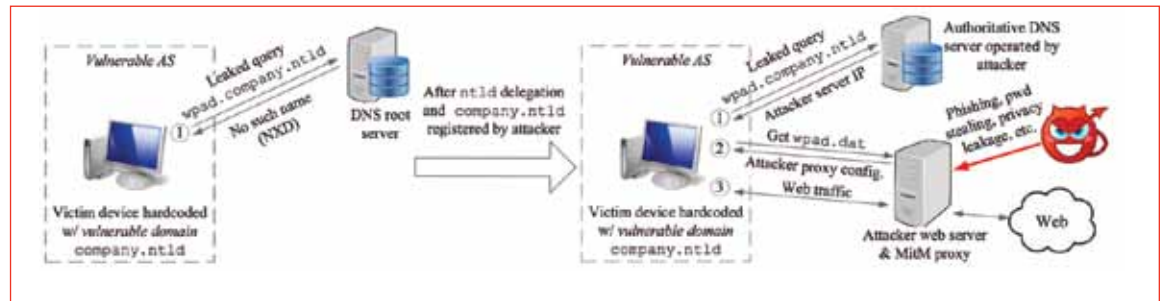 Vulnerable AS
Leaked query
wpad.company.ntld
No such name
(NXD)
1
DNS root
server
Victim device hardcoded
w/ vulnerable domain
company.ntld
After ntld delegation
and company.ntld
registered by attacker
Vulnerable AS
Leaked query
wpad.company.ntld
Attacker server IP
1
Authoritative DNS
server operated by
attacker
Get wpad.dat
2
Attacker proxy config.
3
Web traffic
Victim device hardcoded
w/ vulnerable domain
company.ntld
Phishing, pwd
stealing, privacy
leakage, etc.
Attacker web server
& MitM proxy
Web